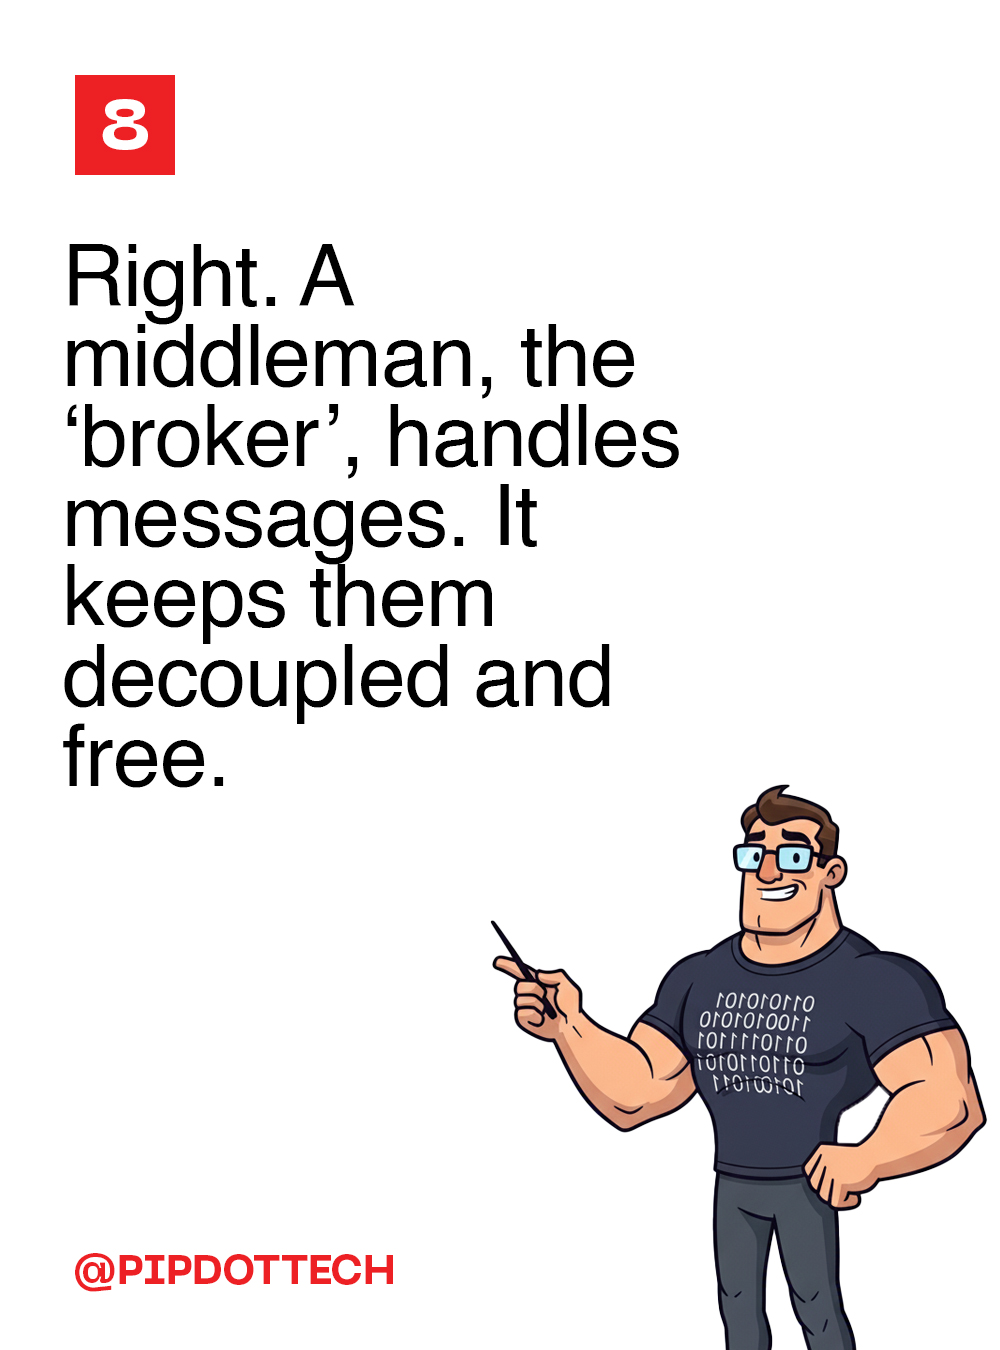 8
Right. A
middleman, the
‘broker’, handles
messages. It
keeps them
decoupled and
free.
@PIPDOTTECH